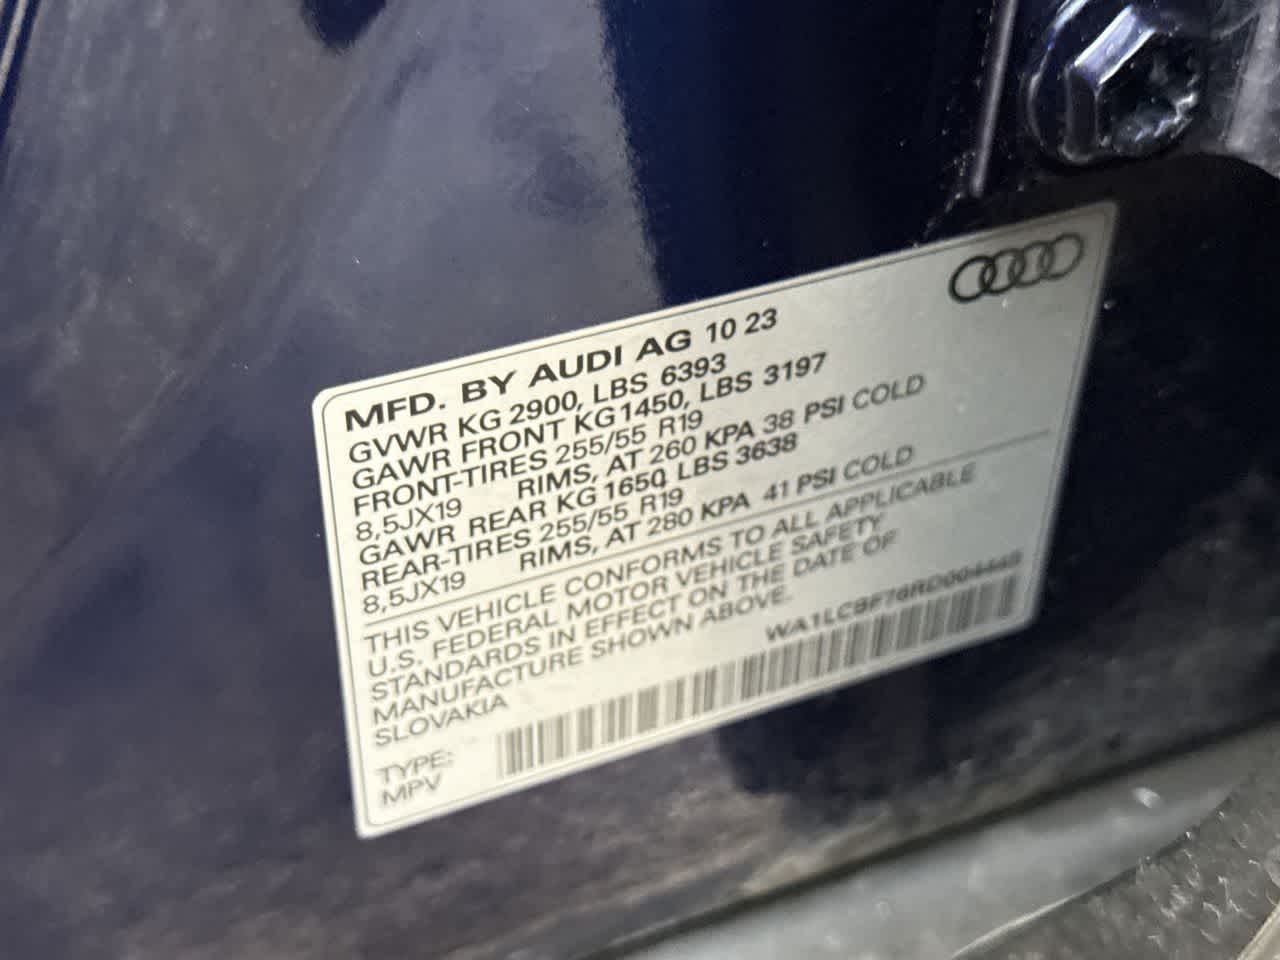 MFD. BY AUDI AG 10 23
GVWR KG 2900, LBS 6393
GAWR FRONT KG 1450, LBS 3197
FRONT-TIRES 255/55 R19
8,5JX19 RIMS, AT 260 KPA 38 PSI COLD
GAWR REAR KG 1650, LBS 3638
REAR-TIRES 255/55 R19
8,5JX19 RIMS, AT 280 KPA 41 PSI COLD
THIS VEHICLE CONFORMS TO ALL APPLICABLE
U.S. FEDERAL MOTOR VEHICLE SAFETY
STANDARDS IN EFFECT ON THE DATE OF
MANUFACTURE SHOWN ABOVE.
SLOVAKIA
TYPE:
MPV